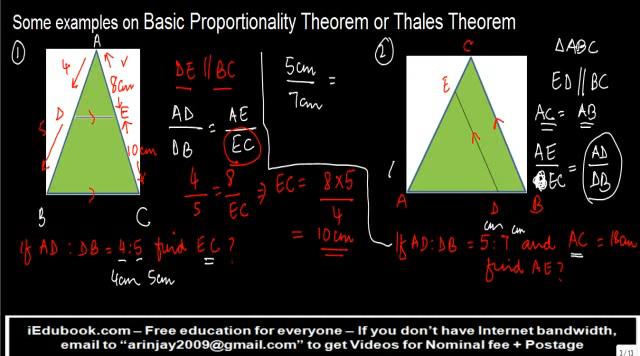 Some examples on Basic Proportionality Theorem or Thales Theorem
①
A
4
✓
8cm
D
E
5
10cm
B
C
DE || BC
AD/DB = AE/EC
4/5 = 8/EC ⇒ EC = 8×5/4
= 10cm
If AD : DB = 4:5 find EC ?
4cm 5cm
5cm/7cm =
②
C
E
A
D
B
△ABC
ED || BC
AC = AB
AE/EC = AD/DB
cm cm
If AD:DB = 5:7 and AC = 18cm
find AE?
iEdubook.com – Free education for everyone – If you don't have Internet bandwidth,
email to “arinjay2009@gmail.com” to get Videos for Nominal fee + Postage